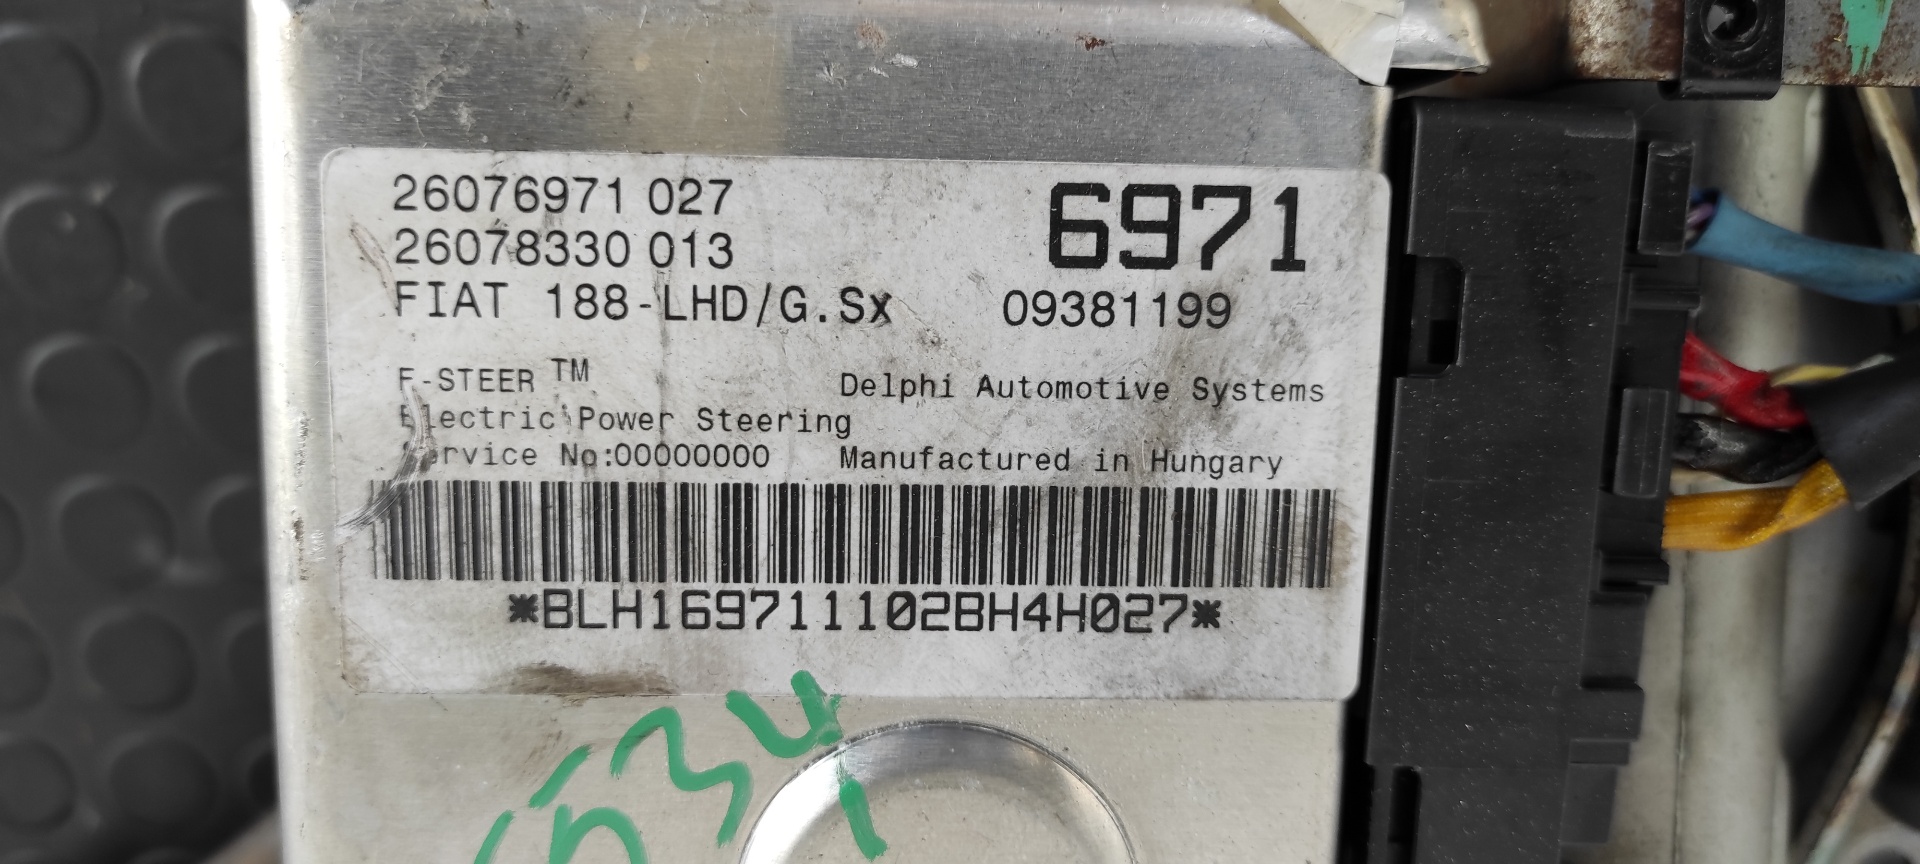 26076971 027
6971
26078330 013
FIAT 188-LHD/G.Sx 09381199
E-STEER TM Delphi Automotive Systems
Electric Power Steering
Service No:00000000 Manufactured in Hungary
*BLH169711102BH4H027*